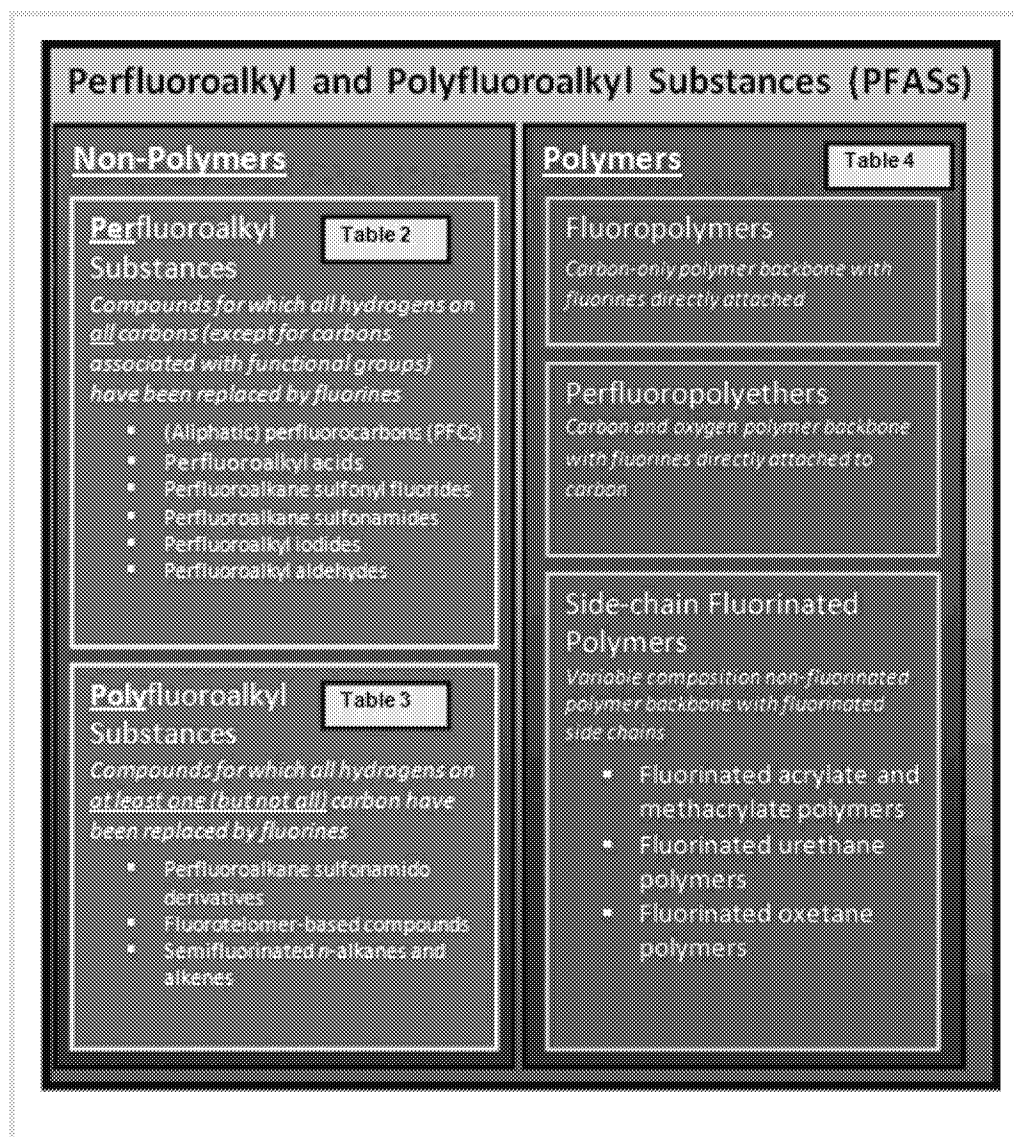 Perfluoroalkyl and Polyfluoroalkyl Substances (PFASs)
Non-Polymers
Table 2
Perfluoroalkyl
Substances
Compounds for which all hydrogens on
all carbons (except for carbons
associated with functional groups)
have been replaced by fluorines
▪ (Aliphatic) perfluorocarbons (PFCs)
▪ Perfluoroalkyl acids
▪ Perfluoroalkane sulfonyl fluorides
▪ Perfluoroalkane sulfonamides
▪ Perfluoroalkyl iodides
▪ Perfluoroalkyl aldehydes
Table 3
Polyfluoroalkyl
Substances
Compounds for which all hydrogens on
at least one (but not all) carbon have
been replaced by fluorines
▪ Perfluoroalkane sulfonamido
derivatives
▪ Fluorotelomer-based compounds
▪ Semifluorinated n-alkanes and
alkenes
Polymers
Table 4
Fluoropolymers
Carbon-only polymer backbone with
fluorines directly attached
Perfluoropolyethers
Carbon and oxygen polymer backbone
with fluorines directly attached to
carbon
Side-chain Fluorinated
Polymers
Variable composition non-fluorinated
polymer backbone with fluorinated
side chains
▪ Fluorinated acrylate and
methacrylate polymers
▪ Fluorinated urethane
polymers
▪ Fluorinated oxetane
polymers